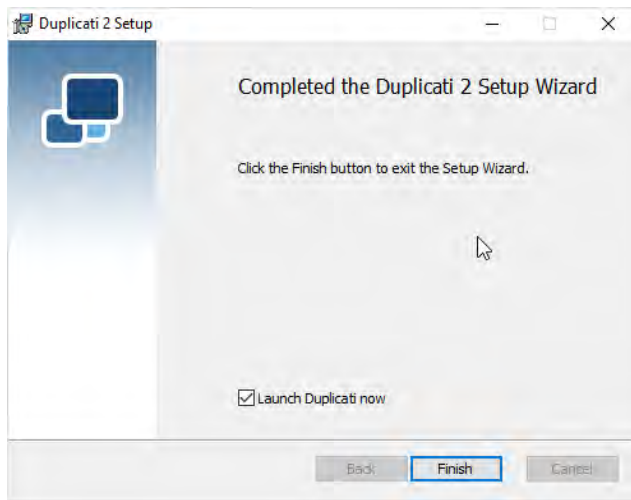 Duplicati 2 Setup
Completed the Duplicati 2 Setup Wizard
Click the Finish button to exit the Setup Wizard.
Launch Duplicati now
Back Finish Cancel